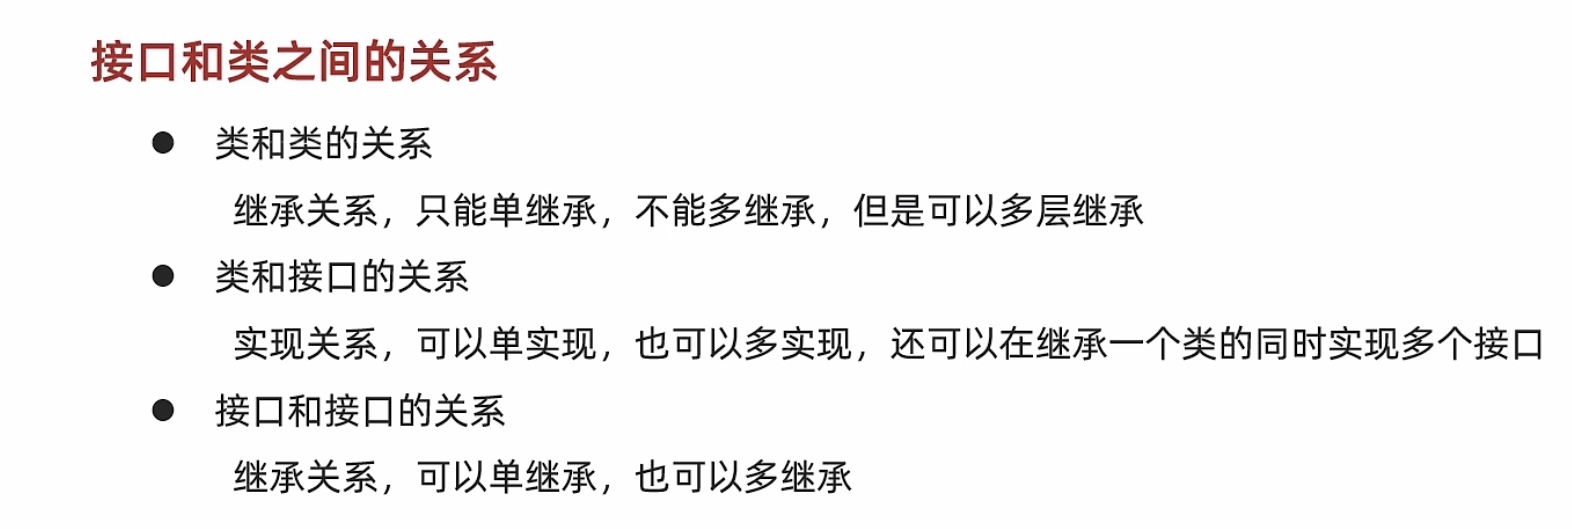 接口和类之间的关系
● 类和类的关系
继承关系，只能单继承，不能多继承，但是可以多层继承
● 类和接口的关系
实现关系，可以单实现，也可以多实现，还可以在继承一个类的同时实现多个接口
● 接口和接口的关系
继承关系，可以单继承，也可以多继承